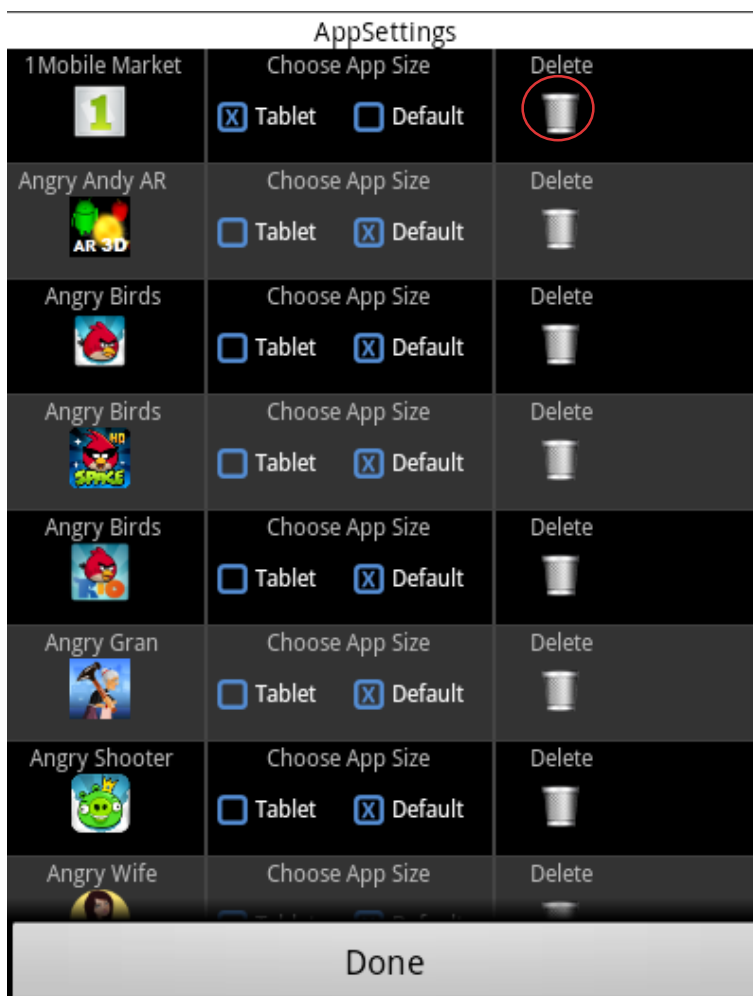 AppSettings
1Mobile Market Choose App Size Delete
1
X Tablet Default
Angry Andy AR Choose App Size Delete
AR 3D
Tablet X Default
Angry Birds Choose App Size Delete
Tablet X Default
Angry Birds Choose App Size Delete
HD
SPACE
Tablet X Default
Angry Birds Choose App Size Delete
RIO
Tablet X Default
Angry Gran Choose App Size Delete
Tablet X Default
Angry Shooter Choose App Size Delete
Tablet X Default
Angry Wife Choose App Size Delete
Done